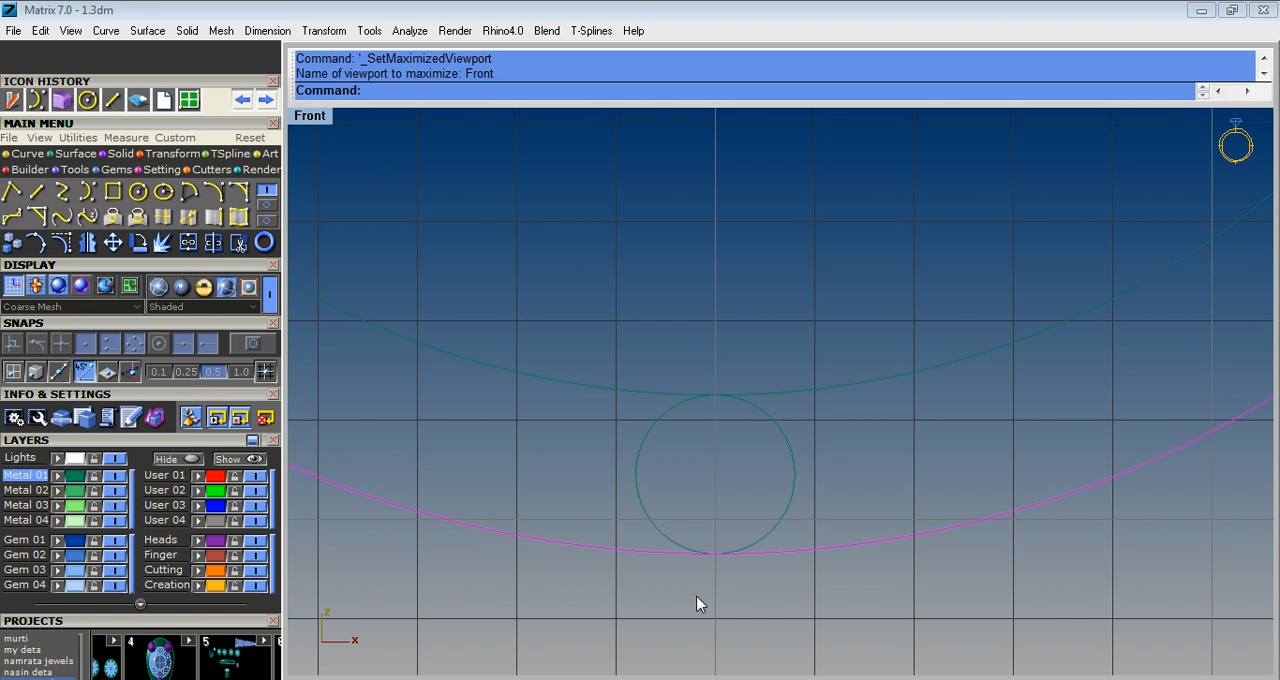 Matrix 7.0 - 1.3dm
File Edit View Curve Surface Solid Mesh Dimension Transform Tools Analyze Render Rhino4.0 Blend T-Splines Help
Command: '_SetMaximizedViewport
Name of viewport to maximize: Front
Command:
Front
z
x
ICON HISTORY
MAIN MENU
File View Utilities Measure Custom Reset
Curve Surface Solid Transform TSpline Art
Builder Tools Gems Setting Cutters Render
DISPLAY
Coarse Mesh Shaded
SNAPS
45°
0.1 0.25 0.5 1.0
INFO & SETTINGS
LAYERS
Lights Hide Show
Metal 01 User 01
Metal 02 User 02
Metal 03 User 03
Metal 04 User 04
Gem 01 Heads
Gem 02 Finger
Gem 03 Cutting
Gem 04 Creation
PROJECTS
murti
my deta
namrata jewels
nasin deta
4 5